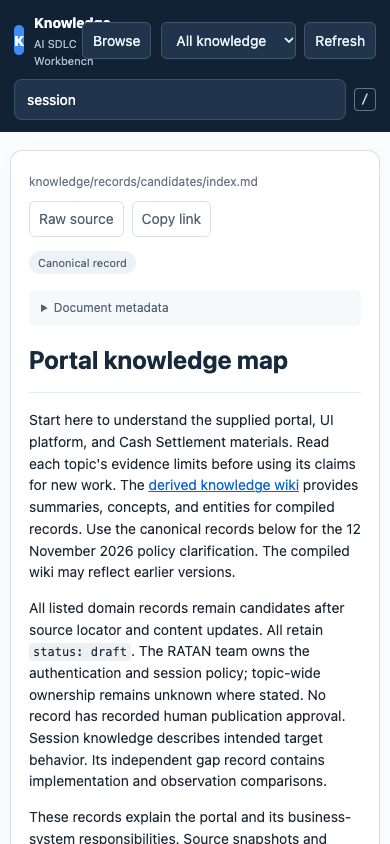 Knowledge
K
AI SDLC
Workbench
Browse
All knowledge
Refresh
session
/
knowledge/records/candidates/index.md
Raw source
Copy link
Canonical record
Document metadata
Portal knowledge map
Start here to understand the supplied portal, UI
platform, and Cash Settlement materials. Read
each topic's evidence limits before using its claims
for new work. The derived knowledge wiki provides
summaries, concepts, and entities for compiled
records. Use the canonical records below for the 12
November 2026 policy clarification. The compiled
wiki may reflect earlier versions.
All listed domain records remain candidates after
source locator and content updates. All retain
status: draft. The RATAN team owns the
authentication and session policy; topic-wide
ownership remains unknown where stated. No
record has recorded human publication approval.
Session knowledge describes intended target
behavior. Its independent gap record contains
implementation and observation comparisons.
These records explain the portal and its business-
system responsibilities. Source snapshots and